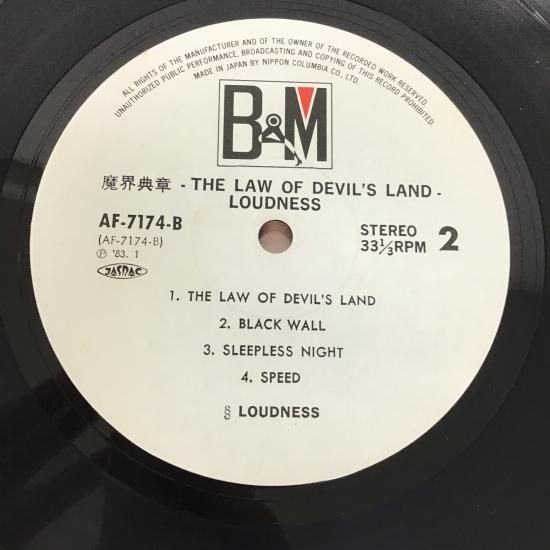 ALL RIGHTS OF THE MANUFACTURER AND OF THE OWNER OF THE RECORDED WORK RESERVED.
UNAUTHORIZED PUBLIC PERFORMANCE, BROADCASTING AND COPYING OF THIS RECORD PROHIBITED.
MADE IN JAPAN BY NIPPON COLUMBIA CO., LTD.
B&M
魔界典章 - THE LAW OF DEVIL'S LAND -
LOUDNESS
AF-7174-B
(AF-7174-B)
Ⓟ '83. 1
JASRAC
STEREO
33⅓RPM
2
1. THE LAW OF DEVIL'S LAND
2. BLACK WALL
3. SLEEPLESS NIGHT
4. SPEED
§ LOUDNESS